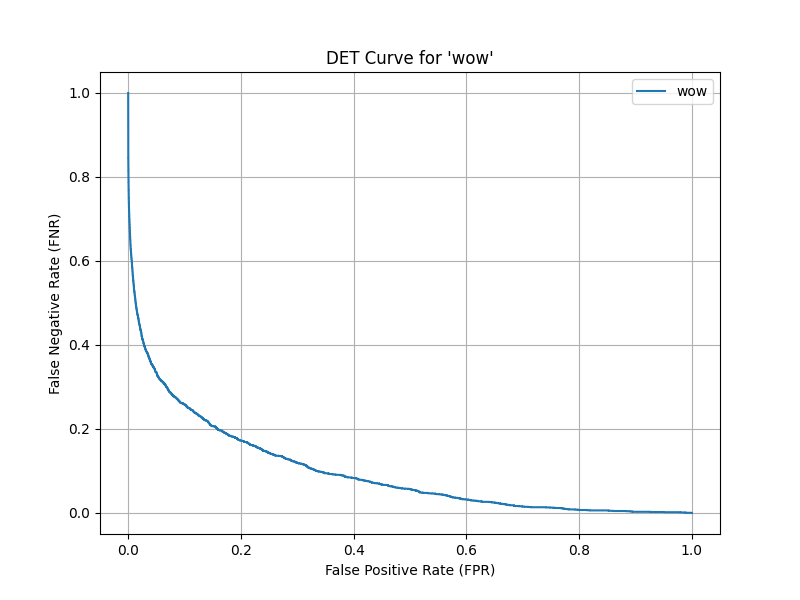 DET Curve for 'wow'
wow
False Negative Rate (FNR)
1.0
0.8
0.6
0.4
0.2
0.0
0.0 0.2 0.4 0.6 0.8 1.0
False Positive Rate (FPR)